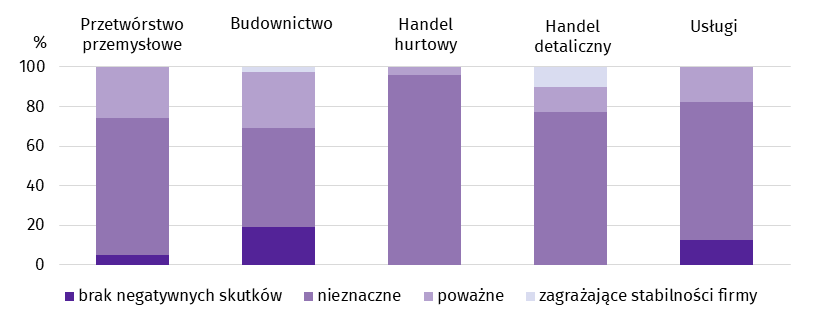 Przetwórstwo
przemysłowe
Budownictwo
Handel
hurtowy
Handel
detaliczny
Usługi
%
100
80
60
40
20
0
brak negatywnych skutków nieznaczne poważne zagrażające stabilności firmy